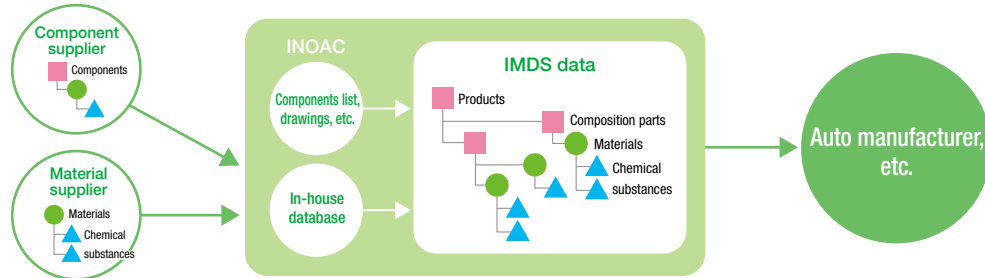 Component
supplier
Components
Material
supplier
Materials
Chemical
substances
INOAC
Components list,
drawings, etc.
In-house
database
IMDS data
Products
Composition parts
Materials
Chemical
substances
Auto manufacturer,
etc.